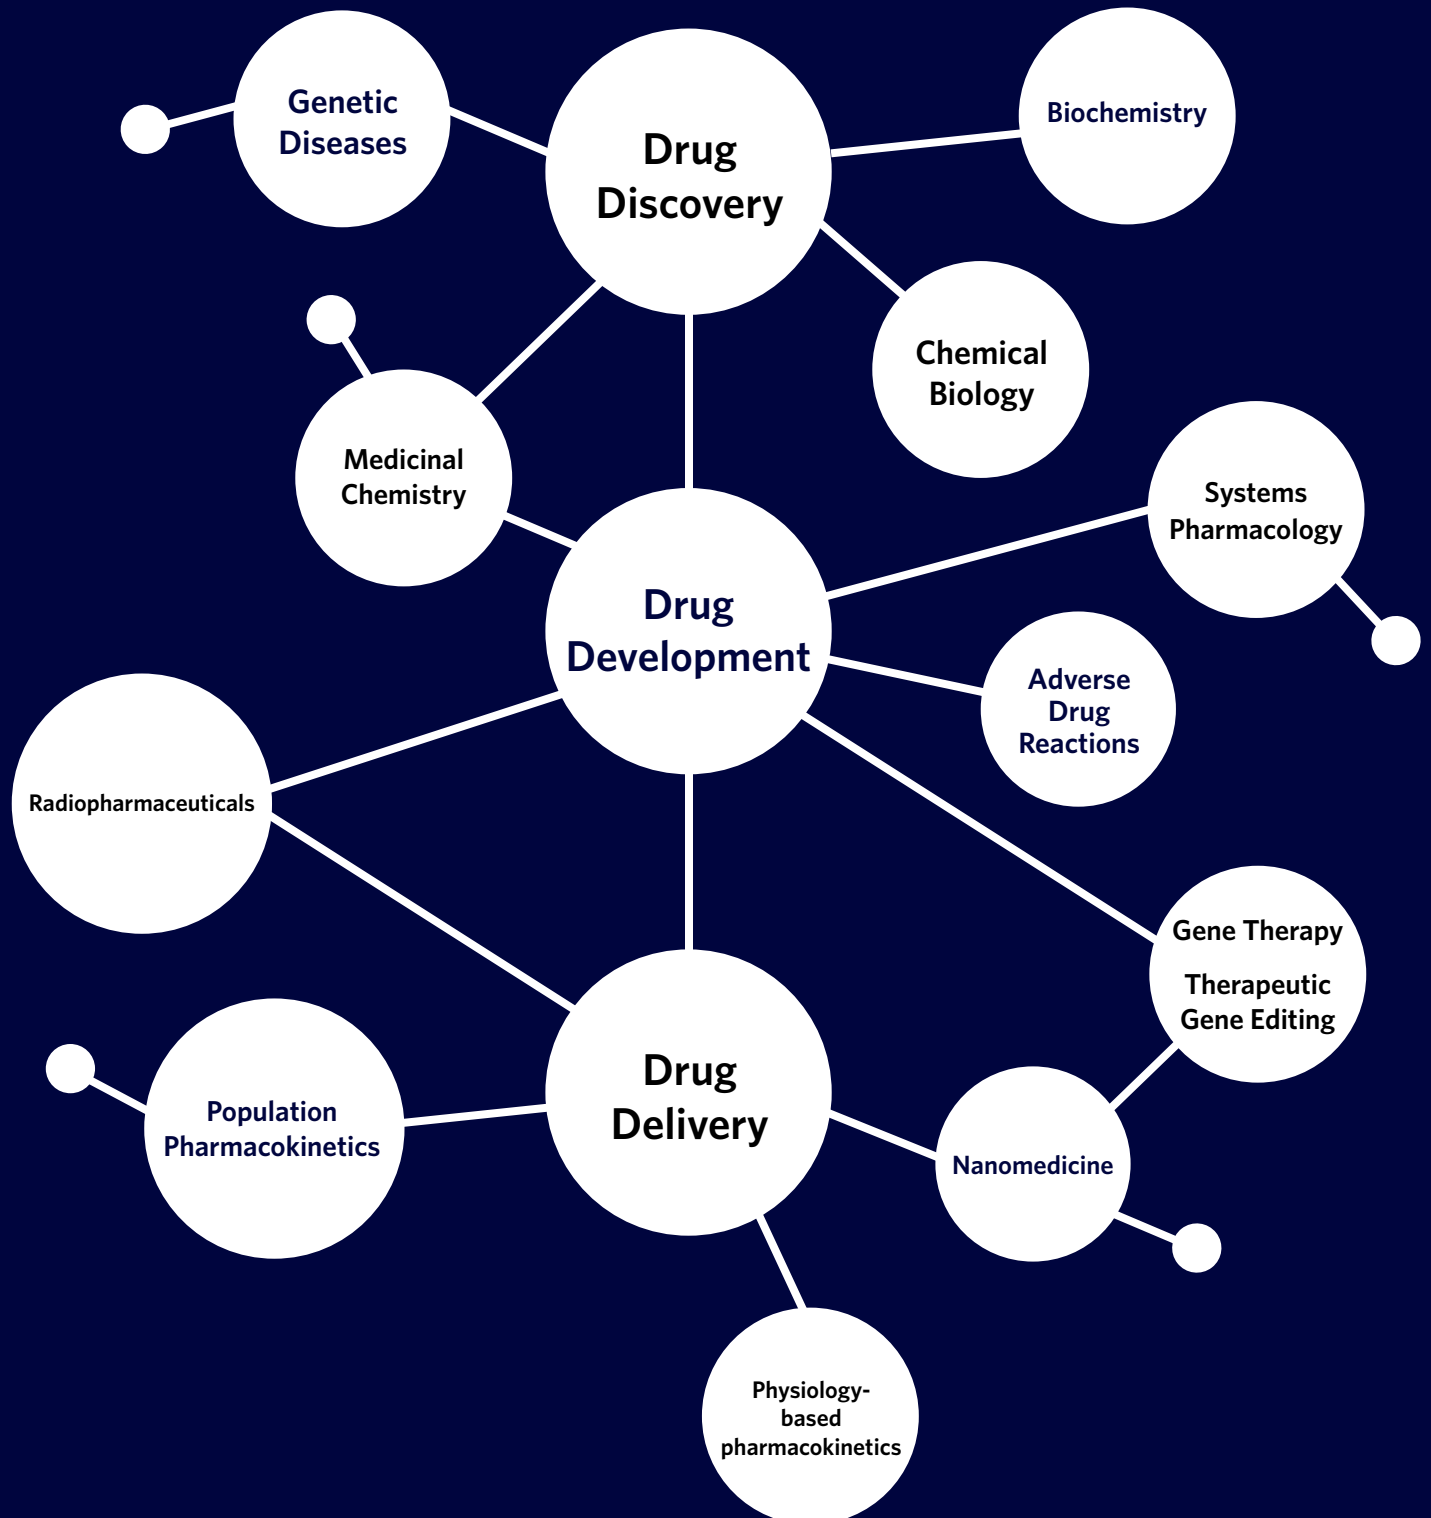 Genetic
Diseases
Drug
Discovery
Biochemistry
Chemical
Biology
Medicinal
Chemistry
Systems
Pharmacology
Drug
Development
Adverse
Drug
Reactions
Radiopharmaceuticals
Gene Therapy
Therapeutic
Gene Editing
Drug
Delivery
Population
Pharmacokinetics
Nanomedicine
Physiology-
based
pharmacokinetics